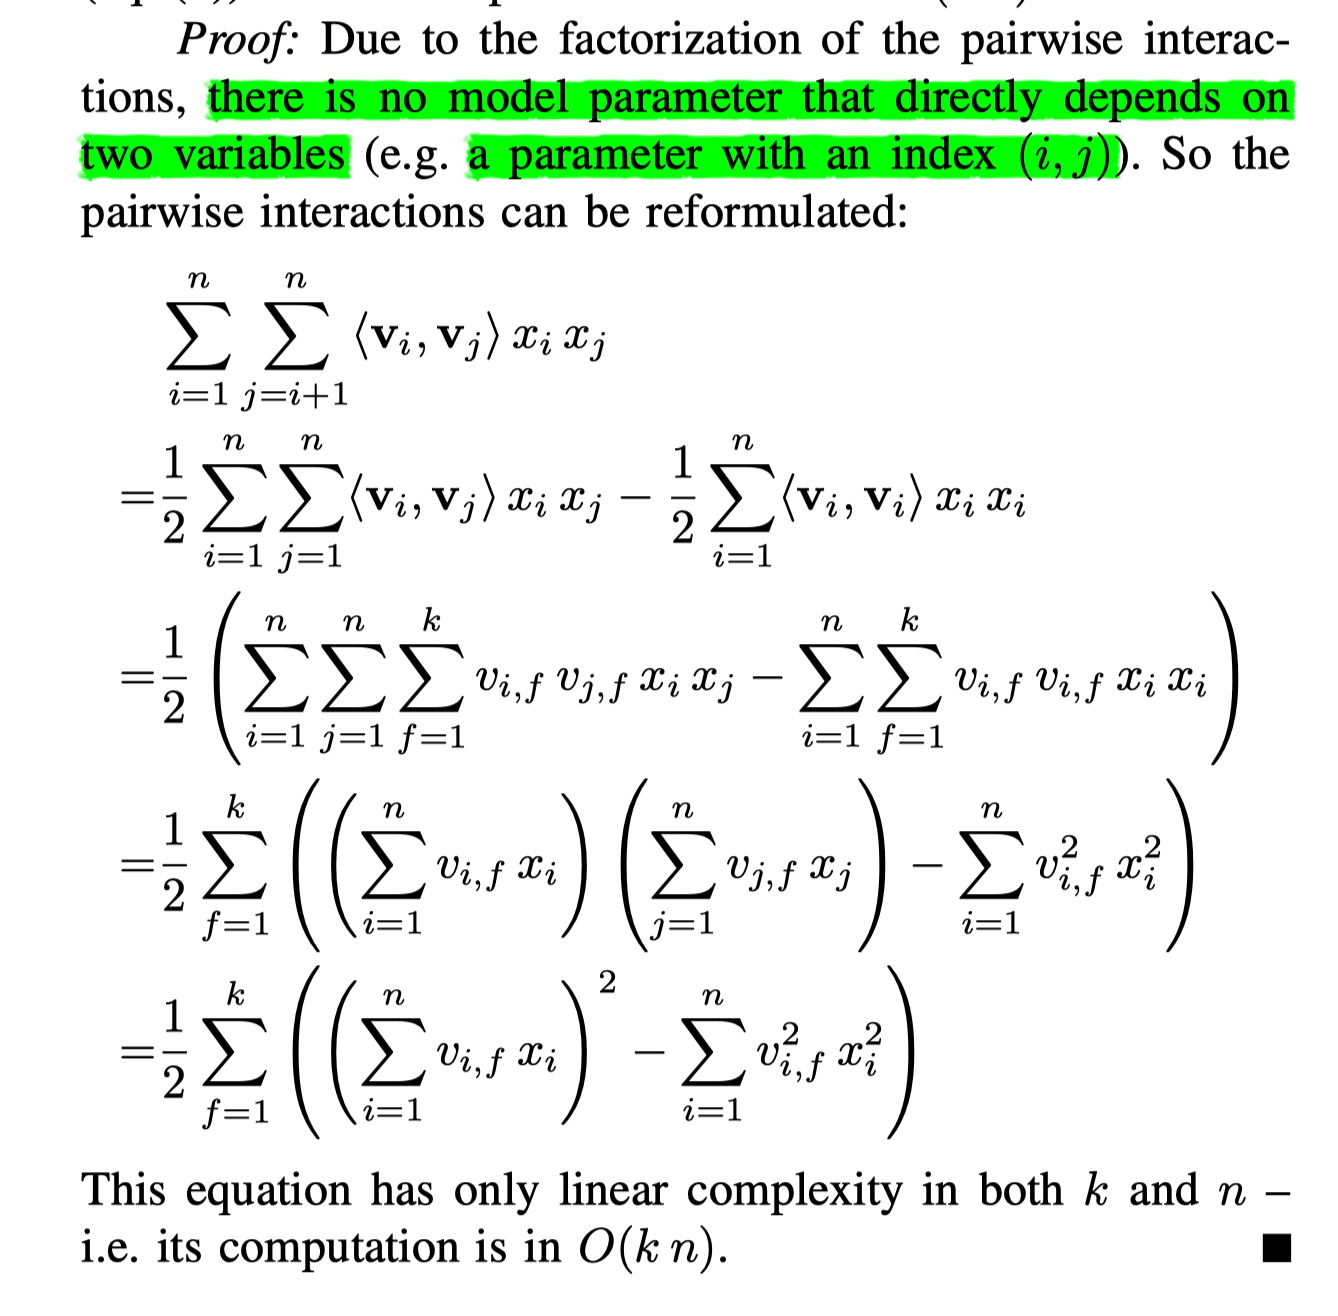 Proof: Due to the factorization of the pairwise interac-
tions, there is no model parameter that directly depends on
two variables (e.g. a parameter with an index (i, j)). So the
pairwise interactions can be reformulated:
\sum_{i=1}^{n} \sum_{j=i+1}^{n} \langle \mathbf{v}_i, \mathbf{v}_j \rangle x_i x_j
= \frac{1}{2} \sum_{i=1}^{n} \sum_{j=1}^{n} \langle \mathbf{v}_i, \mathbf{v}_j \rangle x_i x_j - \frac{1}{2} \sum_{i=1}^{n} \langle \mathbf{v}_i, \mathbf{v}_i \rangle x_i x_i
= \frac{1}{2} \left( \sum_{i=1}^{n} \sum_{j=1}^{n} \sum_{f=1}^{k} v_{i,f} v_{j,f} x_i x_j - \sum_{i=1}^{n} \sum_{f=1}^{k} v_{i,f} v_{i,f} x_i x_i \right)
= \frac{1}{2} \sum_{f=1}^{k} \left( \left( \sum_{i=1}^{n} v_{i,f} x_i \right) \left( \sum_{j=1}^{n} v_{j,f} x_j \right) - \sum_{i=1}^{n} v_{i,f}^2 x_i^2 \right)
= \frac{1}{2} \sum_{f=1}^{k} \left( \left( \sum_{i=1}^{n} v_{i,f} x_i \right)^2 - \sum_{i=1}^{n} v_{i,f}^2 x_i^2 \right)
This equation has only linear complexity in both k and n –
i.e. its computation is in O(k n). ■